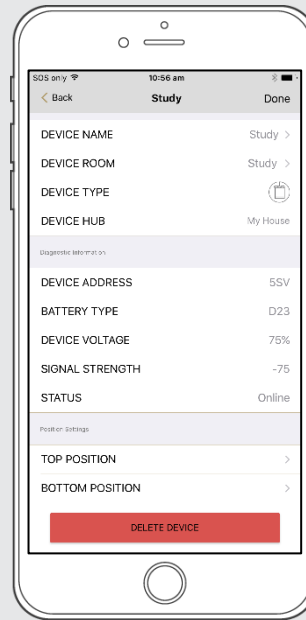 SOS only 10:56 am
Back Study Done
DEVICE NAME Study
DEVICE ROOM Study
DEVICE TYPE
DEVICE HUB My House
Diagnostic Information
DEVICE ADDRESS 5SV
BATTERY TYPE D23
DEVICE VOLTAGE 75%
SIGNAL STRENGTH -75
STATUS Online
Position Settings
TOP POSITION
BOTTOM POSITION
DELETE DEVICE